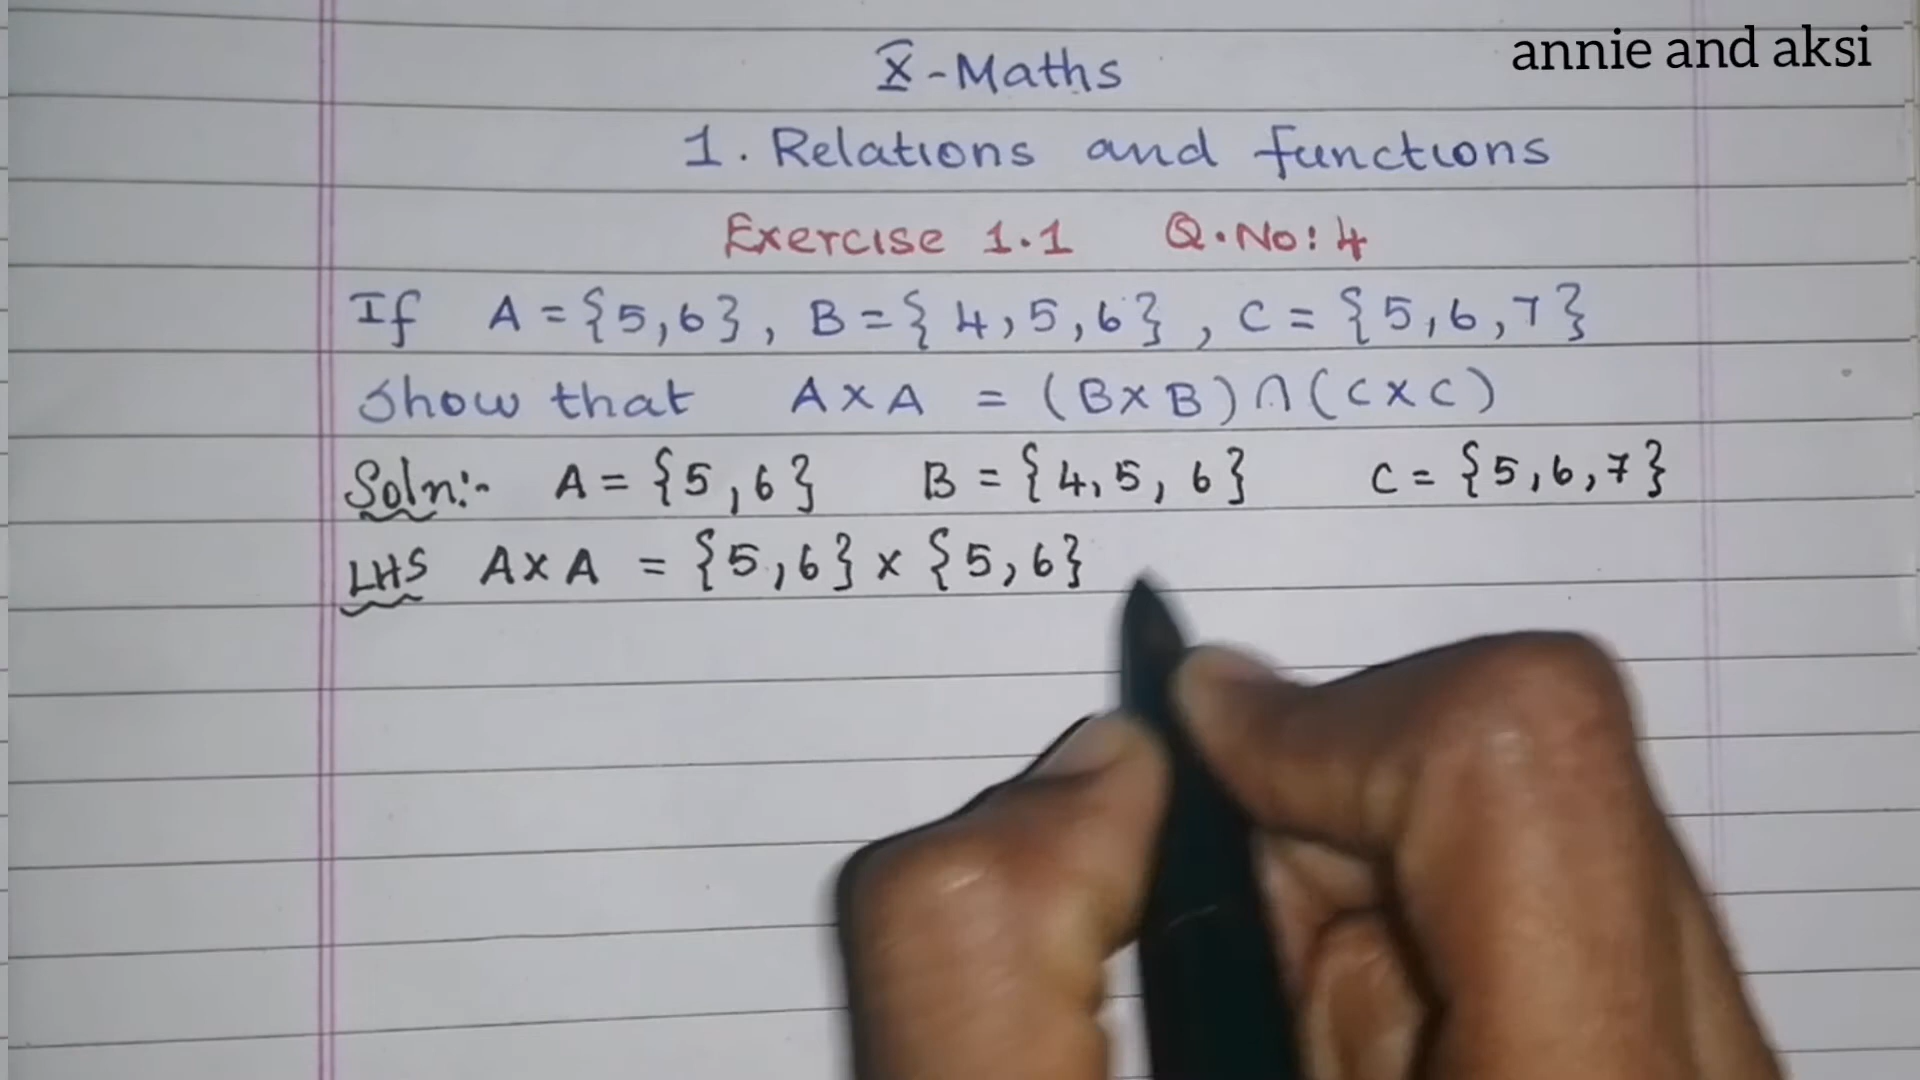 annie and aksi
X-Maths
1. Relations and functions
Exercise 1.1 Q.No: 4
If A = {5, 6}, B = {4, 5, 6}, C = {5, 6, 7}
Show that A x A = (B x B) ∩ (C x C)
Soln:- A = {5, 6} B = {4, 5, 6} C = {5, 6, 7}
LHS A x A = {5, 6} x {5, 6}